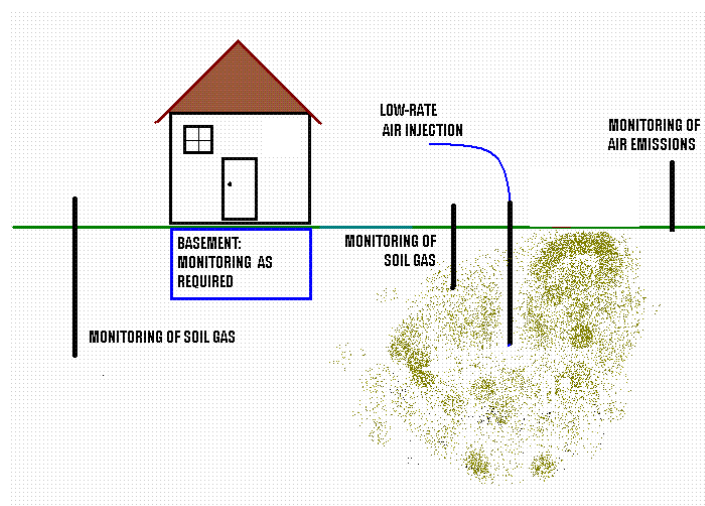 LOW-RATE
AIR INJECTION
MONITORING OF
AIR EMISSIONS
BASEMENT:
MONITORING AS
REQUIRED
MONITORING OF
SOIL GAS
MONITORING OF SOIL GAS